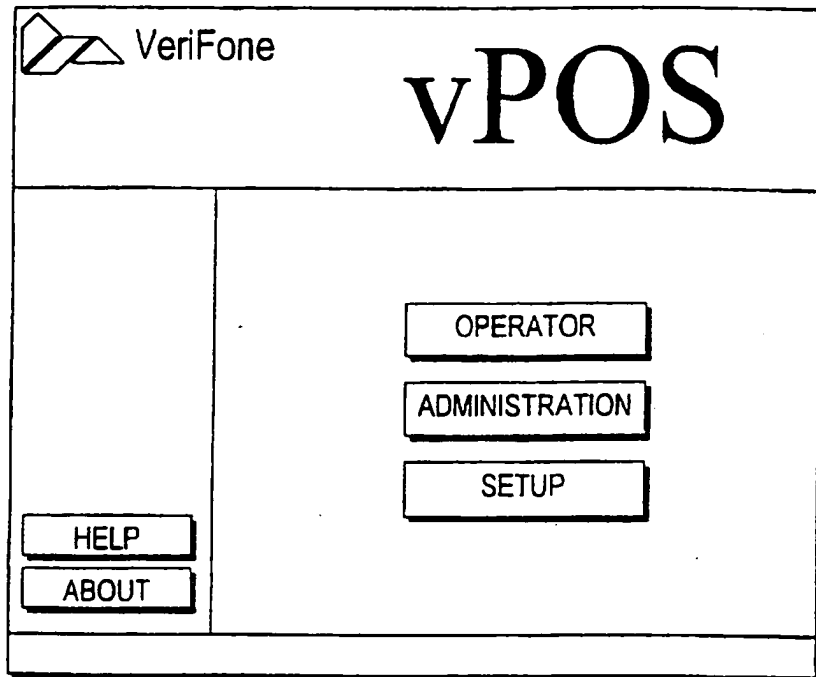 VeriFone
vPOS
OPERATOR
ADMINISTRATION
SETUP
HELP
ABOUT